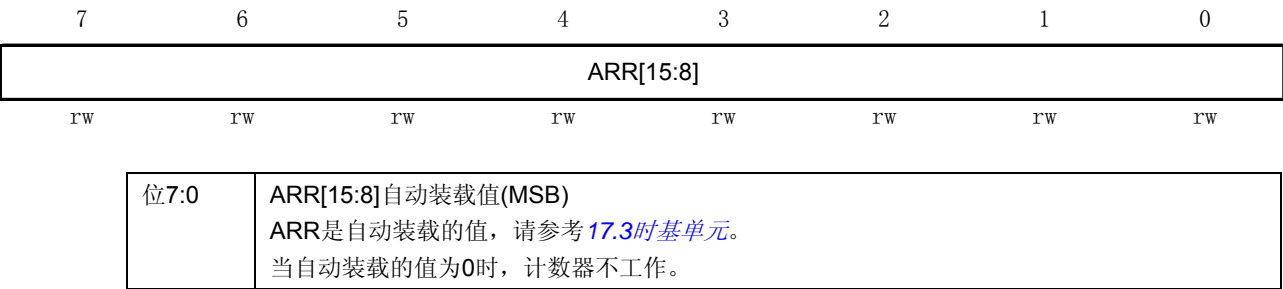 7 6 5 4 3 2 1 0
ARR[15:8]
rw rw rw rw rw rw rw rw
位7:0 ARR[15:8]自动装载值(MSB)
ARR是自动装载的值，请参考17.3时基单元。
当自动装载的值为0时，计数器不工作。